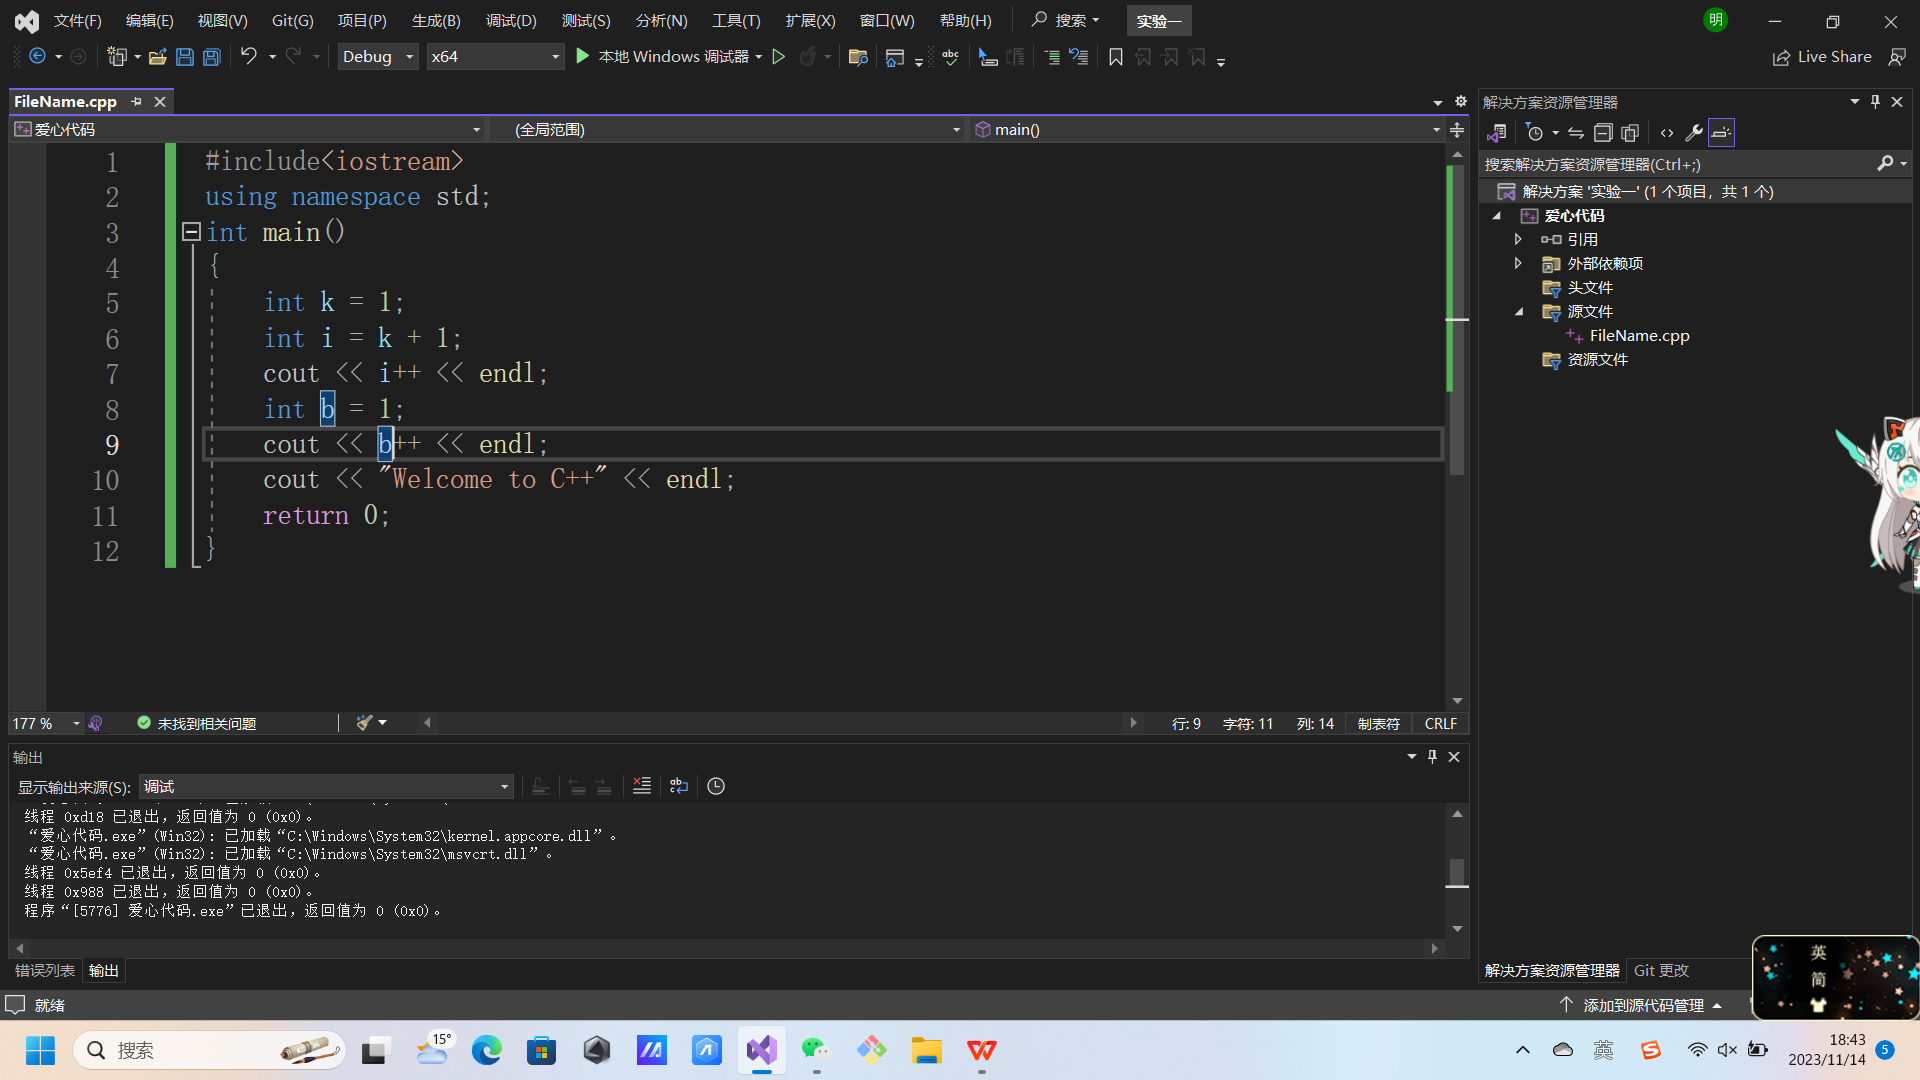 文件(F) 编辑(E) 视图(V) Git(G) 项目(P) 生成(B) 调试(D) 测试(S) 分析(N) 工具(T) 扩展(X) 窗口(W) 帮助(H) 搜索 实验一 明
Debug x64 本地 Windows 调试器 Live Share
FileName.cpp
爱心代码 (全局范围) main()
1 #include<iostream>
2 using namespace std;
3 int main()
4 {
5 int k = 1;
6 int i = k + 1;
7 cout << i++ << endl;
8 int b = 1;
9 cout << b++ << endl;
10 cout << "Welcome to C++" << endl;
11 return 0;
12 }
177 % 未找到相关问题 行: 9 字符: 11 列: 14 制表符 CRLF
输出
显示输出来源(S): 调试
线程 0xd18 已退出，返回值为 0 (0x0)。
“爱心代码.exe”(Win32): 已加载“C:\Windows\System32\kernel.appcore.dll”。
“爱心代码.exe”(Win32): 已加载“C:\Windows\System32\msvcrt.dll”。
线程 0x5ef4 已退出，返回值为 0 (0x0)。
线程 0x988 已退出，返回值为 0 (0x0)。
程序“[5776] 爱心代码.exe”已退出，返回值为 0 (0x0)。
错误列表 输出
解决方案资源管理器
搜索解决方案资源管理器(Ctrl+;)
解决方案 '实验一' (1 个项目，共 1 个)
爱心代码
引用
外部依赖项
头文件
源文件
FileName.cpp
资源文件
解决方案资源管理器 Git 更改
英
简
就绪 添加到源代码管理
搜索 15° 英 18:43
2023/11/14 5